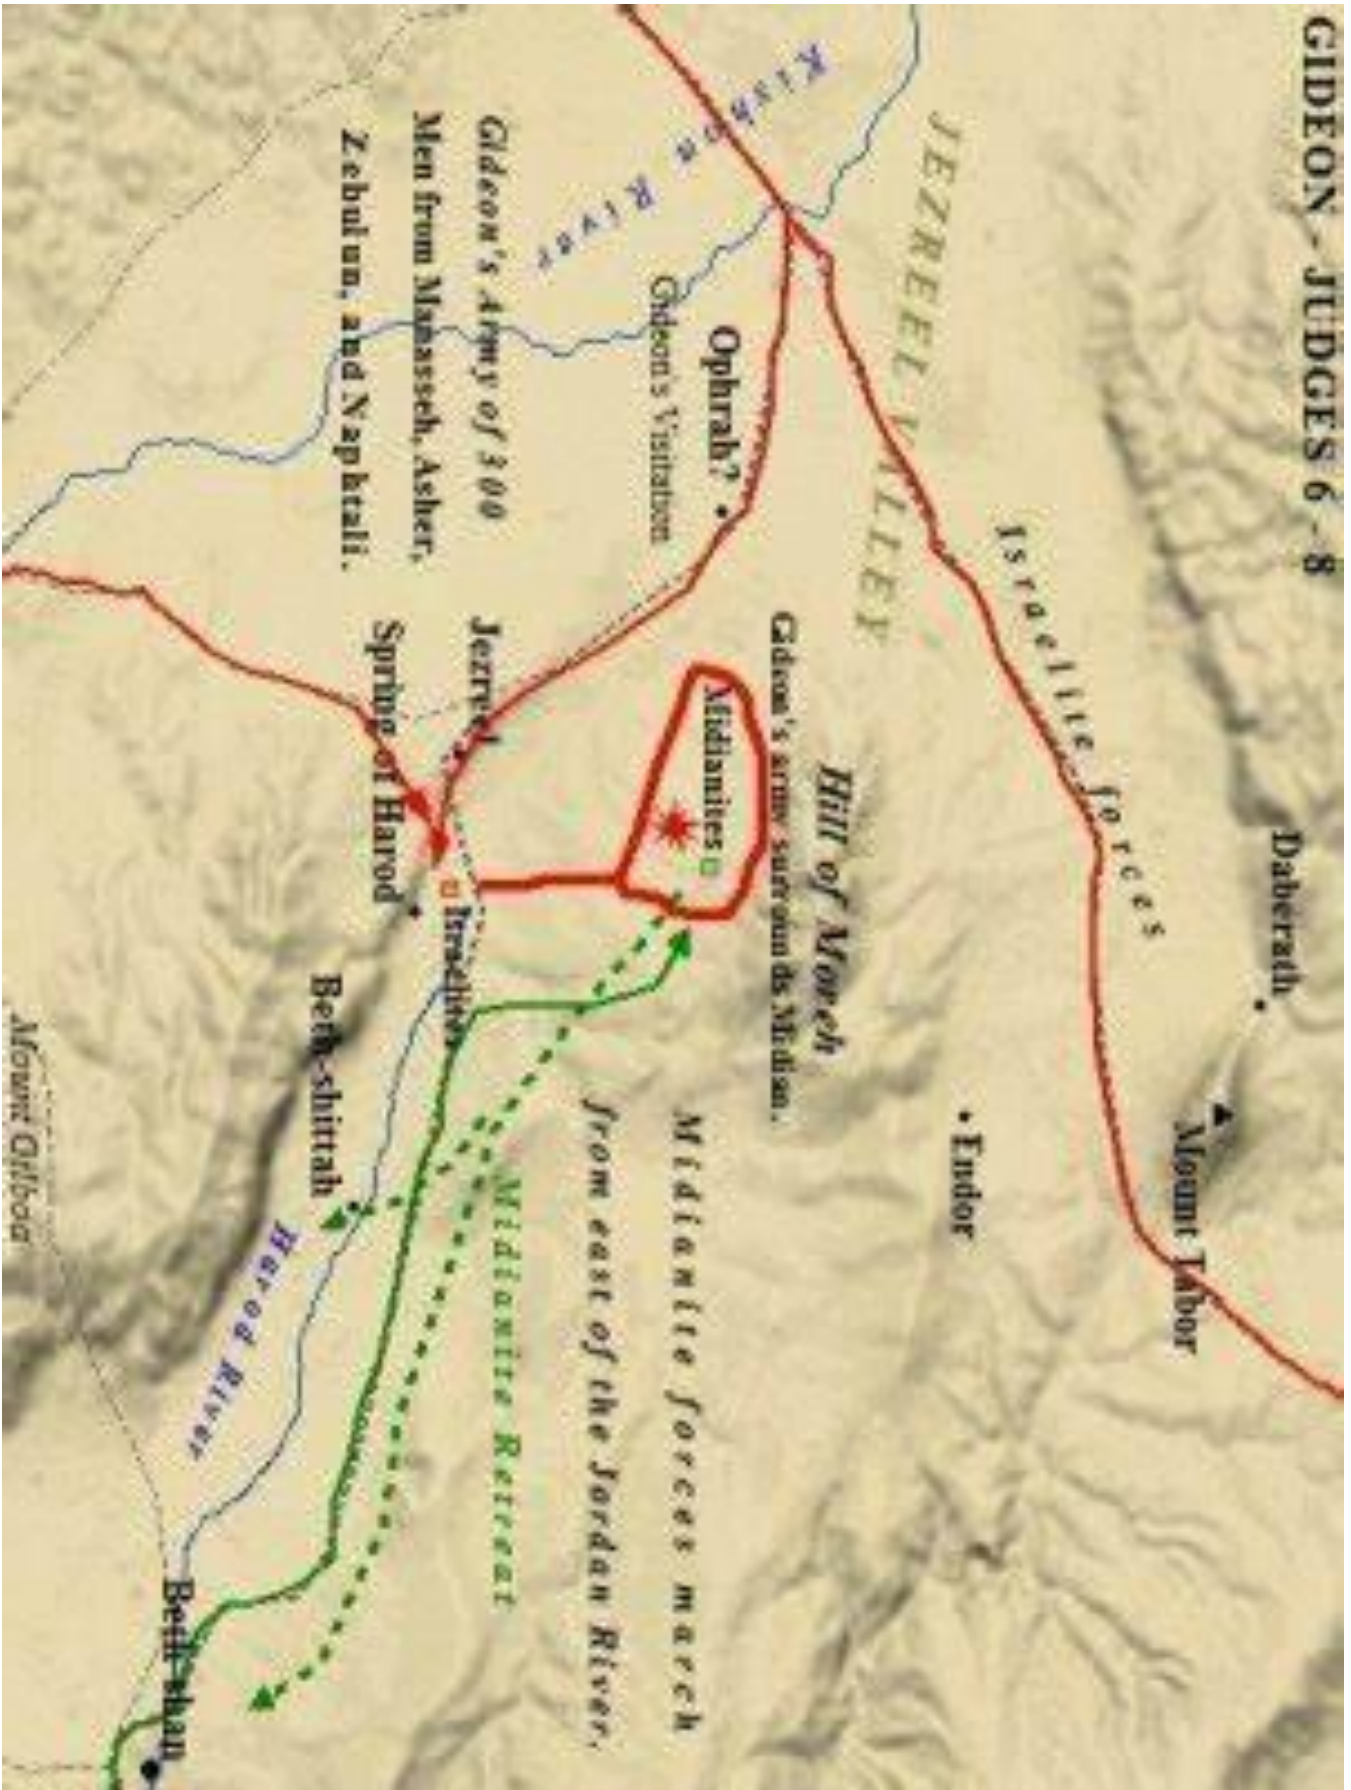 GIDEON - JUDGES 6 - 8
Daberath
Mount Tabor
Israelite forces
JEZREEL VALLEY
Endor
Kishon River
Hill of Moreh
Gideon's army surrounds Midian.
Ophrah?
Gideon's Visitation
Midianites
Midianite forces march
from east of the Jordan River.
Gideon's Army of 300
Men from Manasseh, Asher,
Zebulun, and Naphtali.
Jezreel
Israelites
Midianite Retreat
Spring of Harod
Beth-shittah
Harod River
Beth-shan
Mount Gilboa